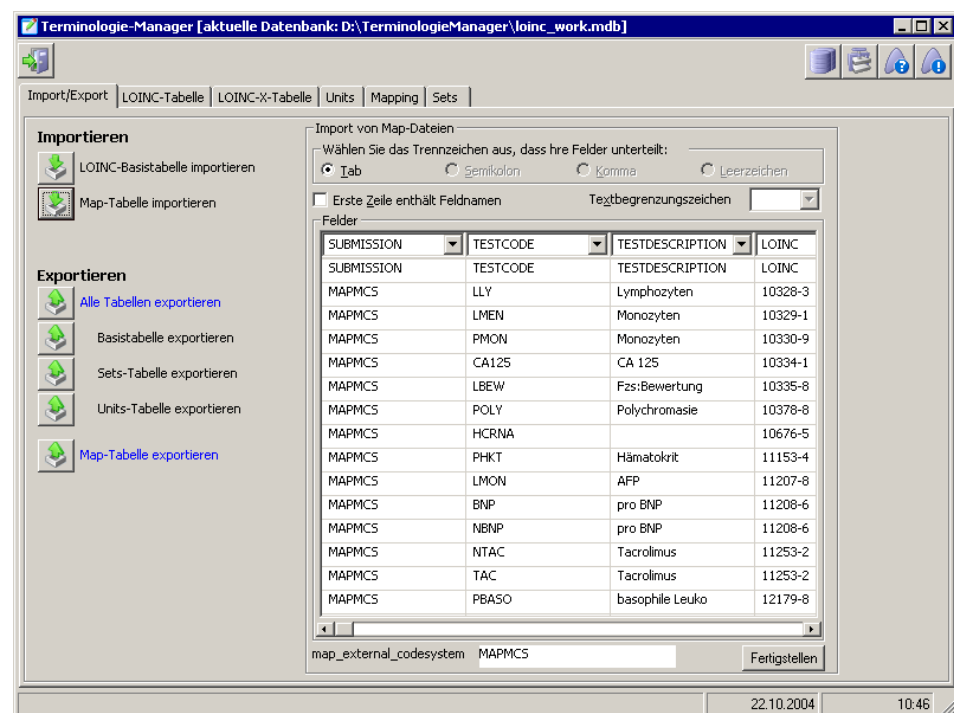 Terminologie-Manager [aktuelle Datenbank: D:\TerminologieManager\loinc_work.mdb]
Import/Export LOINC-Tabelle LOINC-X-Tabelle Units Mapping Sets
Importieren
LOINC-Basistabelle importieren
Map-Tabelle importieren
Exportieren
Alle Tabellen exportieren
Basistabelle exportieren
Sets-Tabelle exportieren
Units-Tabelle exportieren
Map-Tabelle exportieren
Import von Map-Dateien
Wählen Sie das Trennzeichen aus, dass hre Felder unterteilt:
Tab Semikolon Komma Leerzeichen
Erste Zeile enthält Feldnamen Textbegrenzungszeichen
Felder
SUBMISSION TESTCODE TESTDESCRIPTION LOINC
SUBMISSION TESTCODE TESTDESCRIPTION LOINC
MAPMCS LLY Lymphozyten 10328-3
MAPMCS LMEN Monozyten 10329-1
MAPMCS PMON Monozyten 10330-9
MAPMCS CA125 CA 125 10334-1
MAPMCS LBEW Fzs:Bewertung 10335-8
MAPMCS POLY Polychromasie 10378-8
MAPMCS HCRNA 10676-5
MAPMCS PHKT Hämatokrit 11153-4
MAPMCS LMON AFP 11207-8
MAPMCS BNP pro BNP 11208-6
MAPMCS NBNP pro BNP 11208-6
MAPMCS NTAC Tacrolimus 11253-2
MAPMCS TAC Tacrolimus 11253-2
MAPMCS PBASO basophile Leuko 12179-8
map_external_codesystem MAPMCS Fertigstellen
22.10.2004 10:46